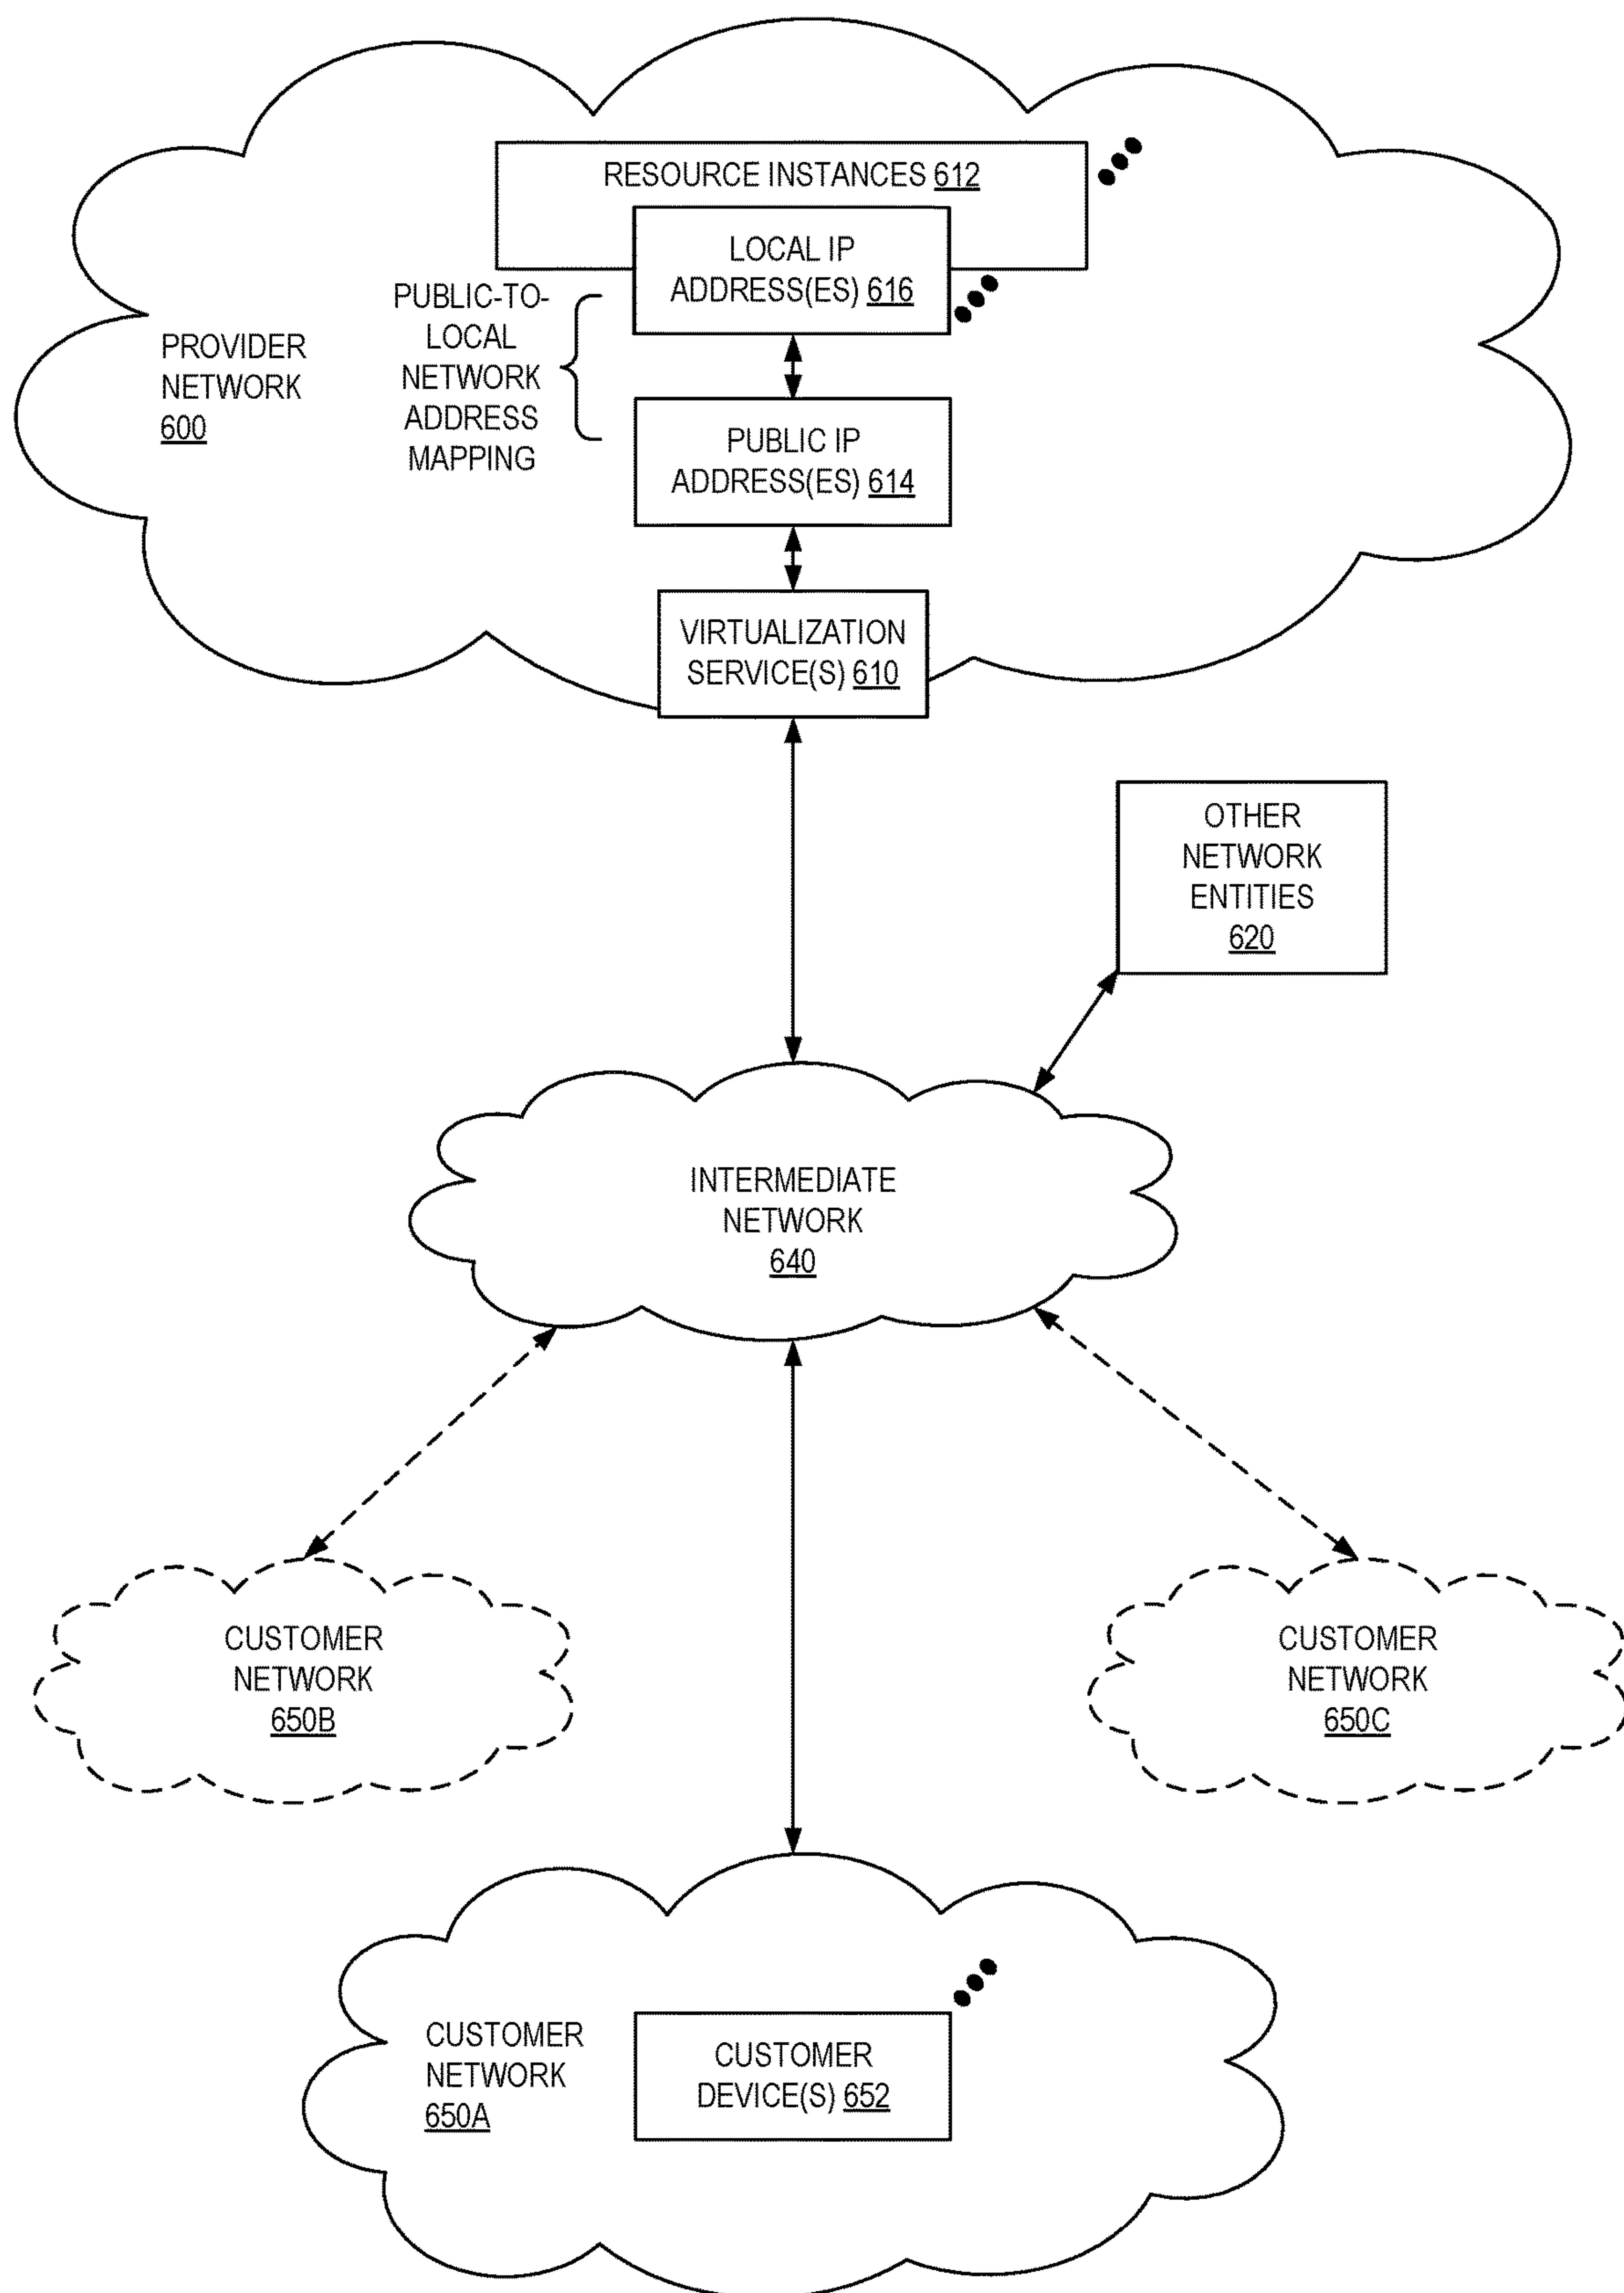 RESOURCE INSTANCES 612
LOCAL IP
ADDRESS(ES) 616
PUBLIC-TO-
LOCAL
NETWORK
ADDRESS
MAPPING
PROVIDER
NETWORK
600
PUBLIC IP
ADDRESS(ES) 614
VIRTUALIZATION
SERVICE(S) 610
OTHER
NETWORK
ENTITIES
620
INTERMEDIATE
NETWORK
640
CUSTOMER
NETWORK
650B
CUSTOMER
NETWORK
650C
CUSTOMER
NETWORK
650A
CUSTOMER
DEVICE(S) 652